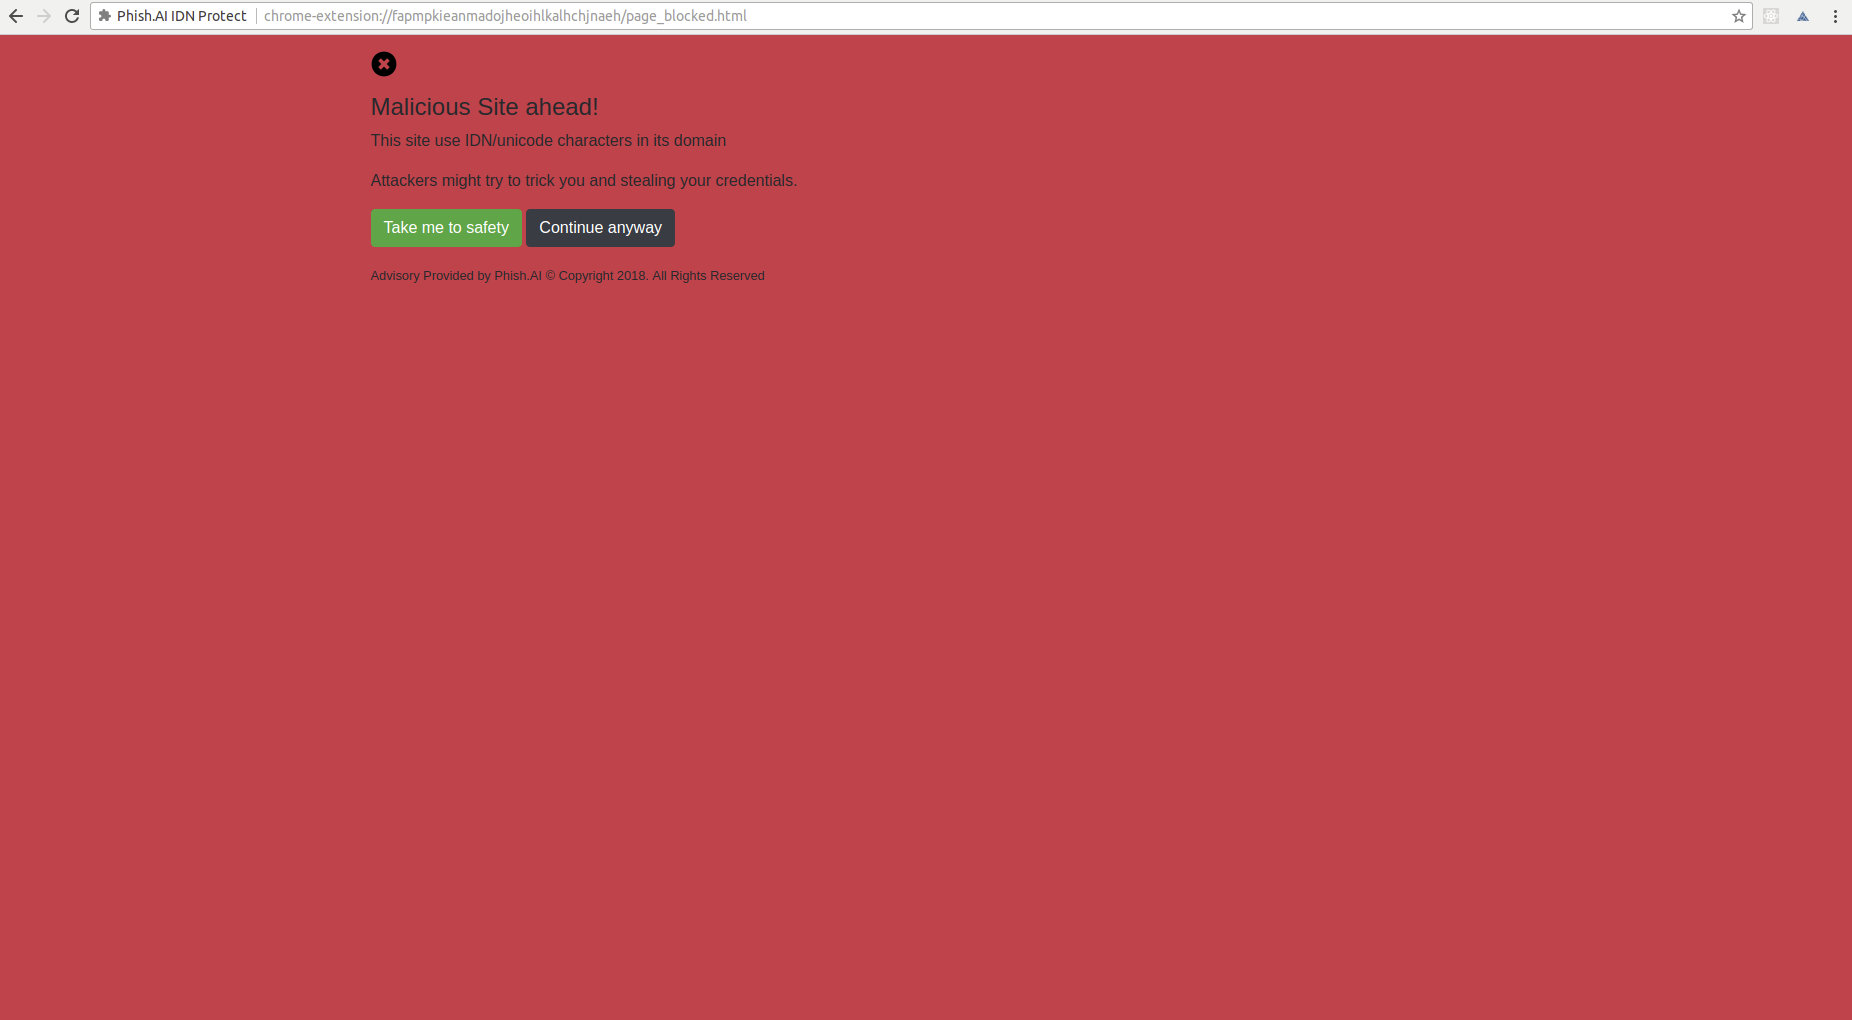 Phish.AI IDN Protect chrome-extension://fapmpkieanmadojheoihlkalhchjnaeh/page_blocked.html
Malicious Site ahead!
This site use IDN/unicode characters in its domain
Attackers might try to trick you and stealing your credentials.
Take me to safety Continue anyway
Advisory Provided by Phish.AI © Copyright 2018. All Rights Reserved